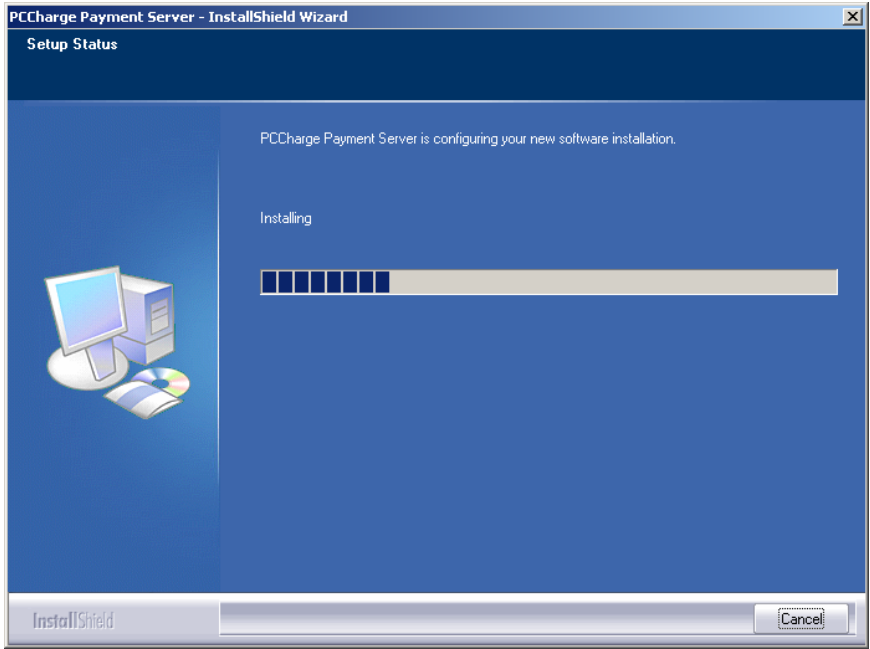 PCCharge Payment Server - InstallShield Wizard
Setup Status
PCCharge Payment Server is configuring your new software installation.
Installing
InstallShield
Cancel